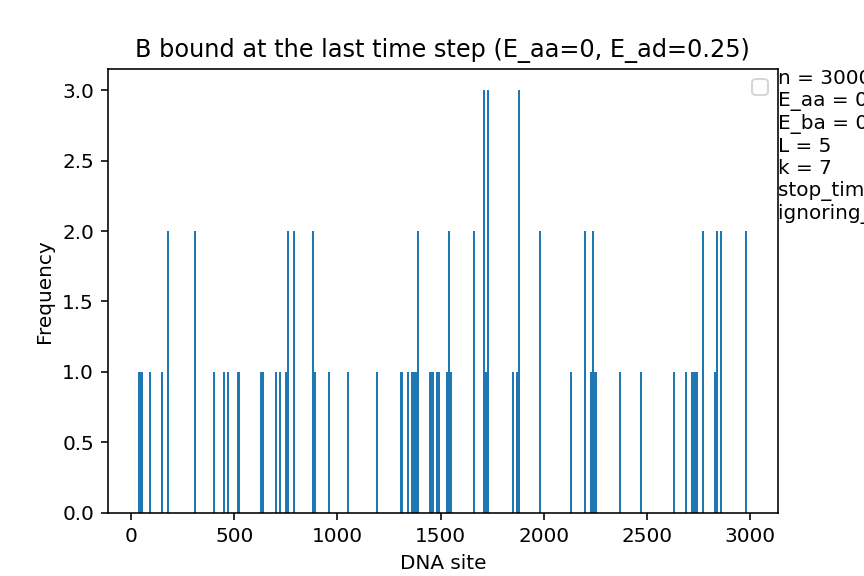 B bound at the last time step (E_aa=0, E_ad=0.25)
3.0
2.5
2.0
1.5
1.0
0.5
0.0
Frequency
0
500
1000
1500
2000
2500
3000
DNA site
n = 3000
E_aa = 0
E_ba = 0
L = 5
k = 7
stop_tim
ignoring_